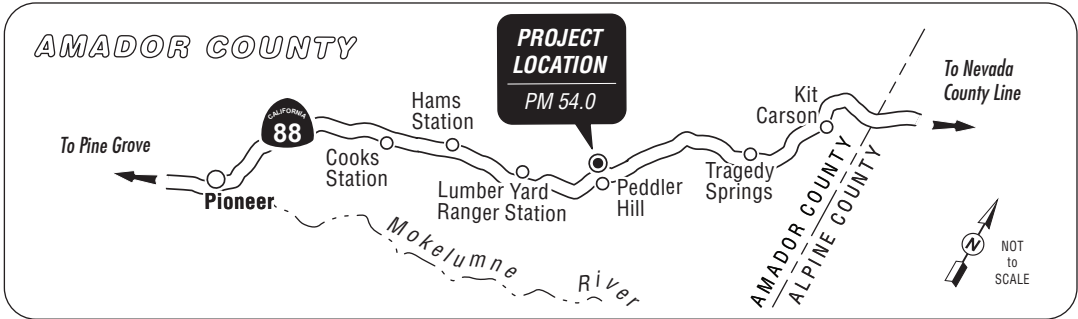 AMADOR COUNTY
PROJECT
LOCATION
PM 54.0
To Nevada
County Line
Kit
Carson
Hams
Station
CALIFORNIA
88
To Pine Grove
Cooks
Station
Tragedy
Springs
Lumber Yard
Ranger Station
Peddler
Hill
Pioneer
Mokelumne
River
AMADOR COUNTY
ALPINE COUNTY
N
NOT
to
SCALE